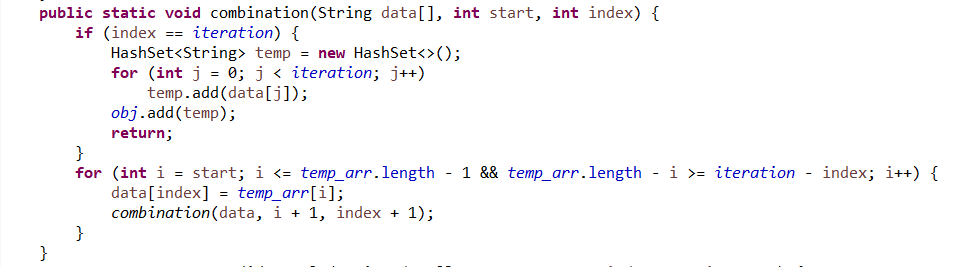 public static void combination(String data[], int start, int index) {
    if (index == iteration) {
        HashSet<String> temp = new HashSet<>();
        for (int j = 0; j < iteration; j++)
            temp.add(data[j]);
        obj.add(temp);
        return;
    }
    for (int i = start; i <= temp_arr.length - 1 && temp_arr.length - i >= iteration - index; i++) {
        data[index] = temp_arr[i];
        combination(data, i + 1, index + 1);
    }
}